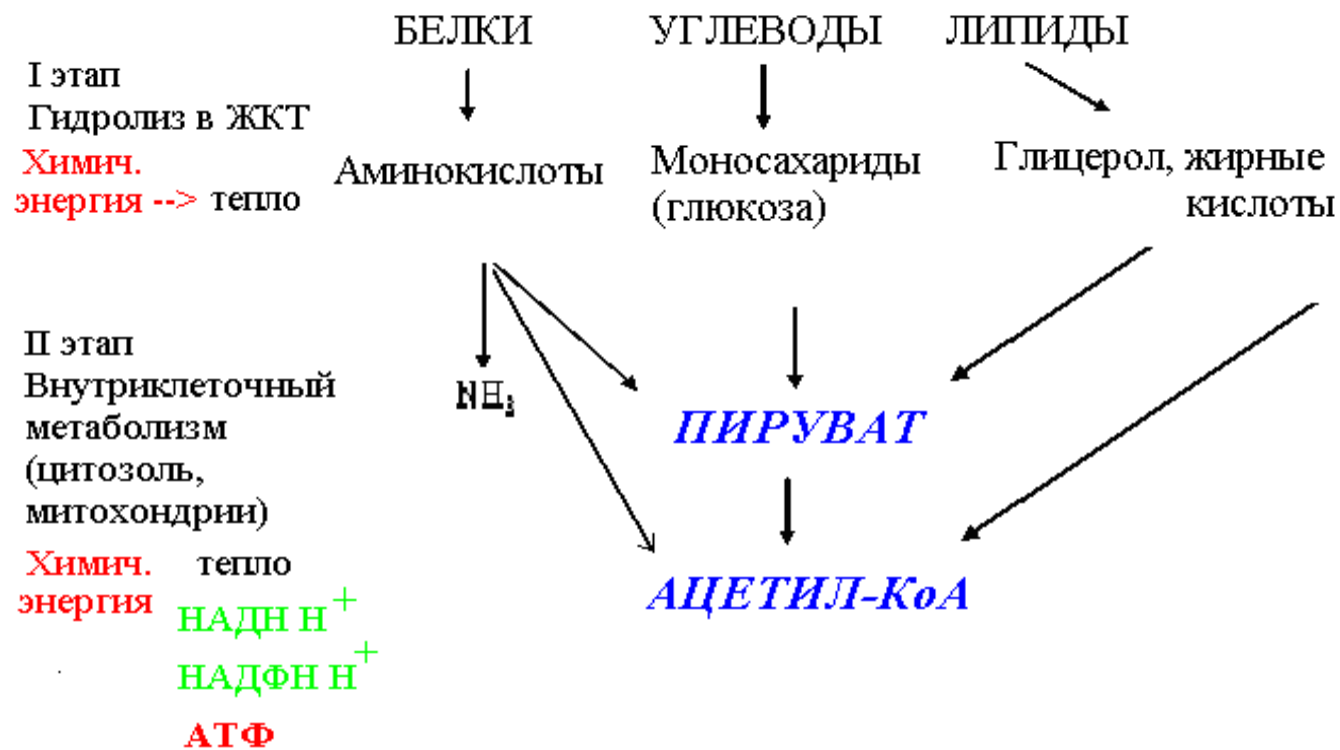 БЕЛКИ УГЛЕВОДЫ ЛИПИДЫ
I этап
Гидролиз в ЖКТ
Химич.
энергия --> тепло
Аминокислоты
Моносахариды
(глюкоза)
Глицерол, жирные
кислоты
II этап
Внутриклеточный
метаболизм
(цитозоль,
митохондрии)
NH₃
ПИРУВАТ
Химич. тепло
энергия
НАДН Н⁺
НАДФН Н⁺
АТФ
АЦЕТИЛ-КоА